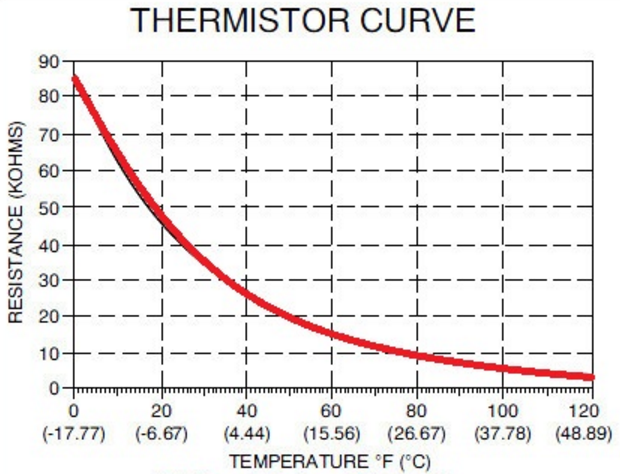 THERMISTOR CURVE
RESISTANCE (KOHMS)
90
80
70
60
50
40
30
20
10
0
0 20 40 60 80 100 120
(-17.77) (-6.67) (4.44) (15.56) (26.67) (37.78) (48.89)
TEMPERATURE °F (°C)